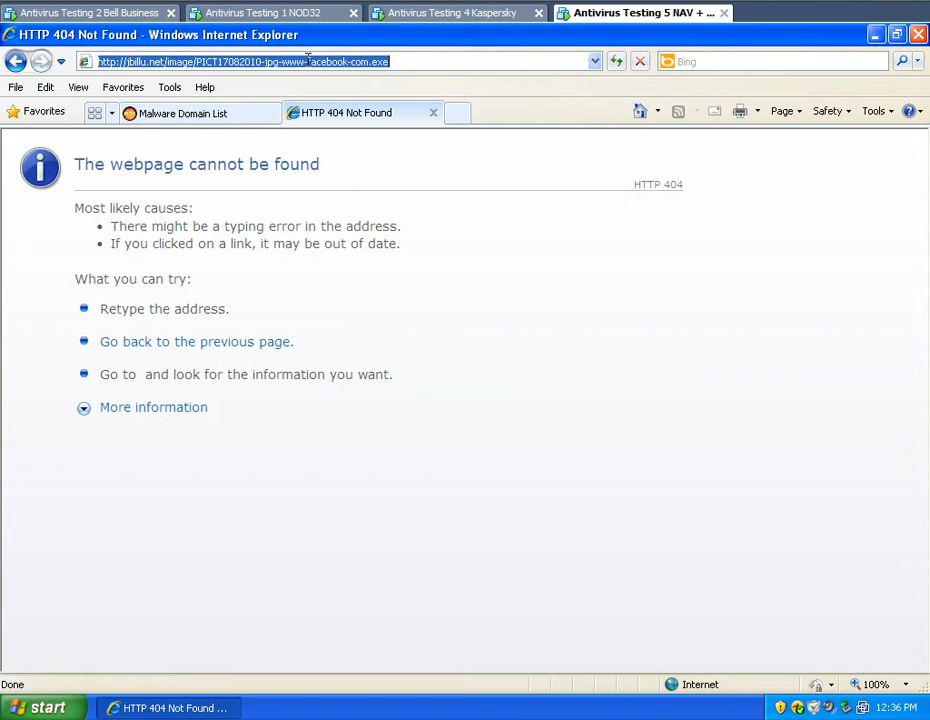 Antivirus Testing 2 Bell Business
Antivirus Testing 1 NOD32
Antivirus Testing 4 Kaspersky
Antivirus Testing 5 NAV + ...
HTTP 404 Not Found - Windows Internet Explorer
http://jbillu.net/image/PICT17082010-jpg-www-facebook-com.exe
Bing
File Edit View Favorites Tools Help
Favorites
Malware Domain List
HTTP 404 Not Found
Page
Safety
Tools
The webpage cannot be found
HTTP 404
Most likely causes:
• There might be a typing error in the address.
• If you clicked on a link, it may be out of date.
What you can try:
Retype the address.
Go back to the previous page.
Go to  and look for the information you want.
More information
Done
Internet
100%
start
HTTP 404 Not Found ...
12:36 PM